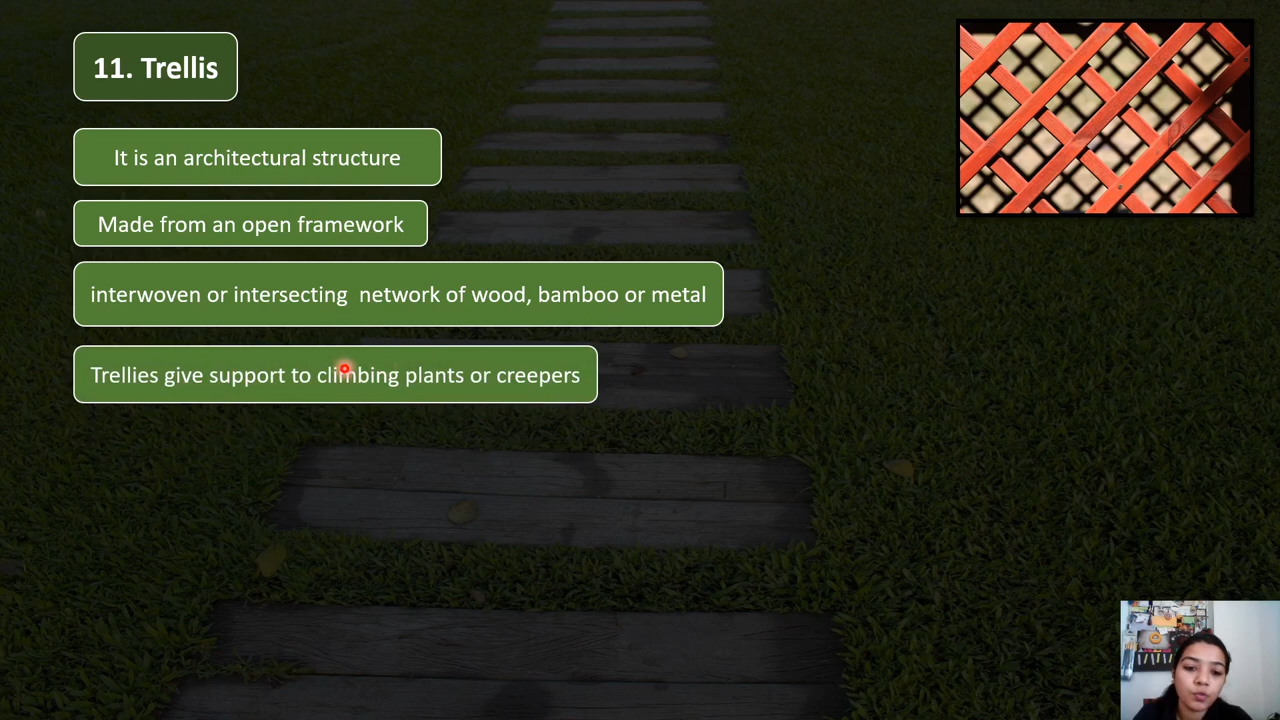 11. Trellis
It is an architectural structure
Made from an open framework
interwoven or intersecting  network of wood, bamboo or metal
Trellies give support to climbing plants or creepers